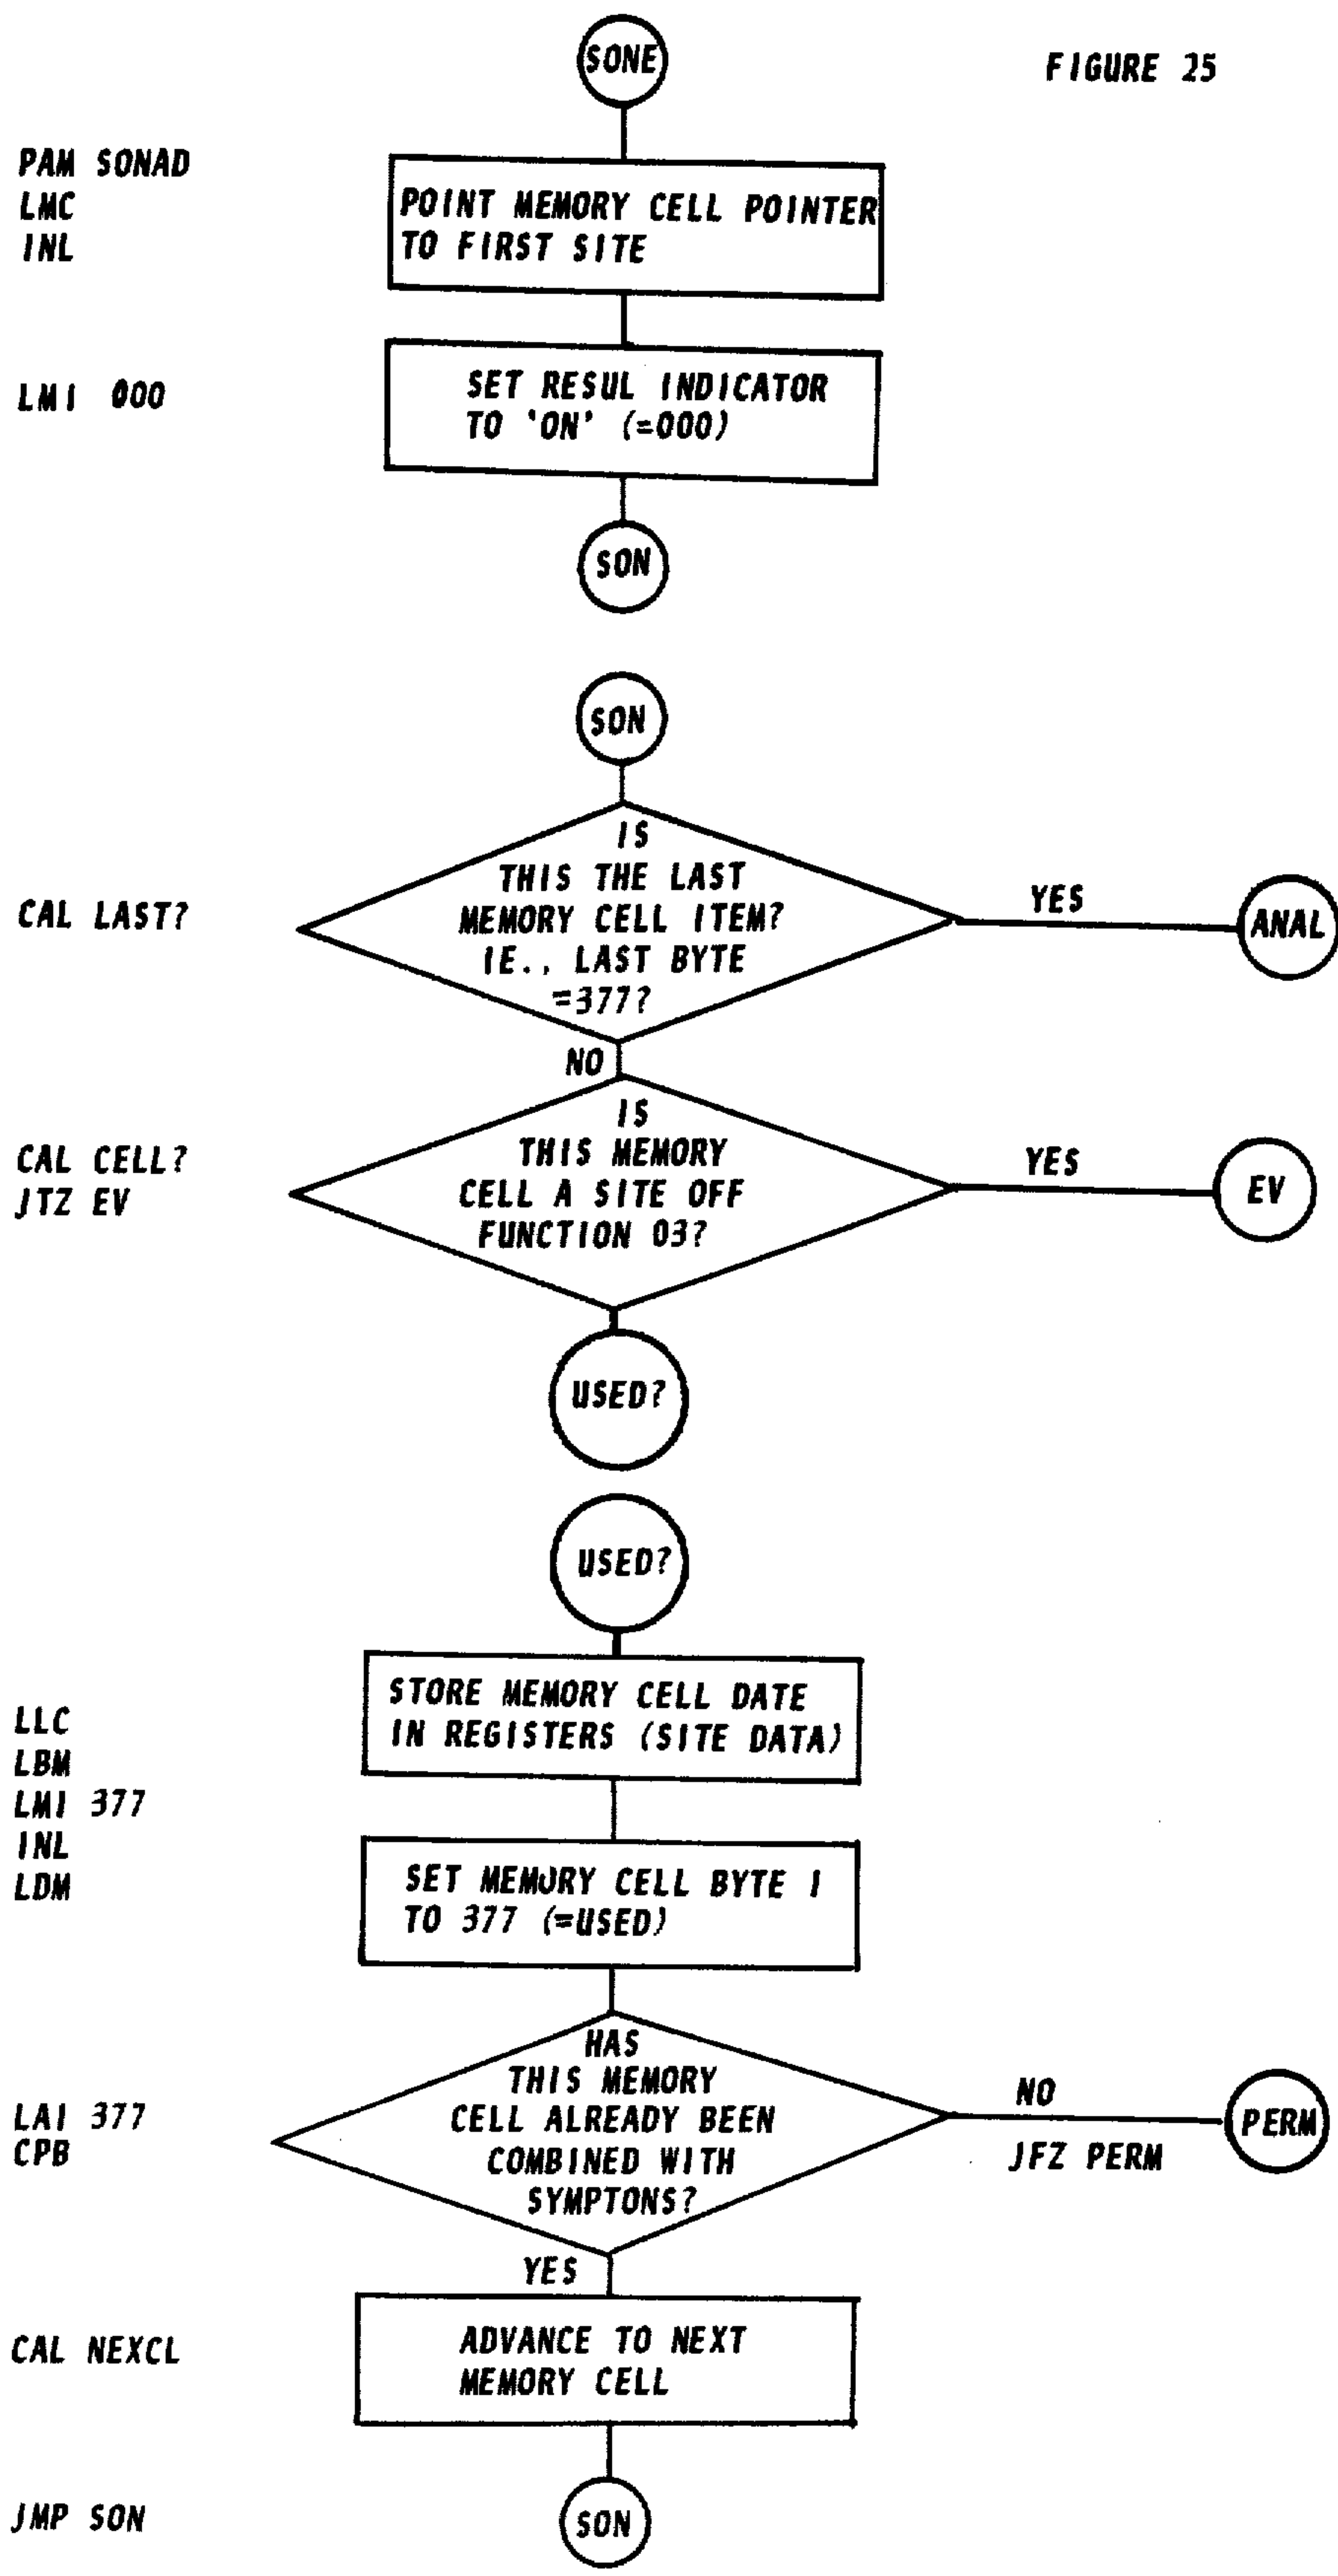 SONE
FIGURE 25
PAM SONAD
LMC
INL
POINT MEMORY CELL POINTER
TO FIRST SITE
LMI 000
SET RESUL INDICATOR
TO 'ON' (=000)
SON
SON
CAL LAST?
IS
THIS THE LAST
MEMORY CELL ITEM?
IE., LAST BYTE
=377?
YES
ANAL
NO
CAL CELL?
JTZ EV
IS
THIS MEMORY
CELL A SITE OFF
FUNCTION 03?
YES
EV
USED?
USED?
LLC
LBM
LMI 377
INL
LDM
STORE MEMORY CELL DATE
IN REGISTERS (SITE DATA)
SET MEMORY CELL BYTE 1
TO 377 (=USED)
LAI 377
CPB
HAS
THIS MEMORY
CELL ALREADY BEEN
COMBINED WITH
SYMPTONS?
NO
JFZ PERM
PERM
YES
CAL NEXCL
ADVANCE TO NEXT
MEMORY CELL
JMP SON
SON